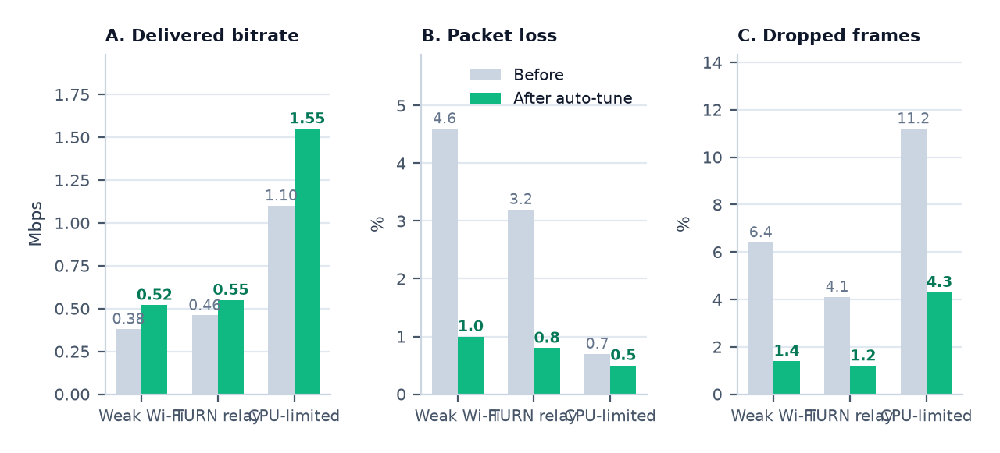 A. Delivered bitrate
Mbps
1.75
1.50
1.25
1.00
0.75
0.50
0.25
0.00
0.38
0.52
0.46
0.55
1.10
1.55
Weak Wi-Fi
TURN relay
CPU-limited
B. Packet loss
Before
After auto-tune
%
5
4
3
2
1
0
4.6
1.0
3.2
0.8
0.7
0.5
Weak Wi-Fi
TURN relay
CPU-limited
C. Dropped frames
%
14
12
10
8
6
4
2
0
6.4
1.4
4.1
1.2
11.2
4.3
Weak Wi-Fi
TURN relay
CPU-limited